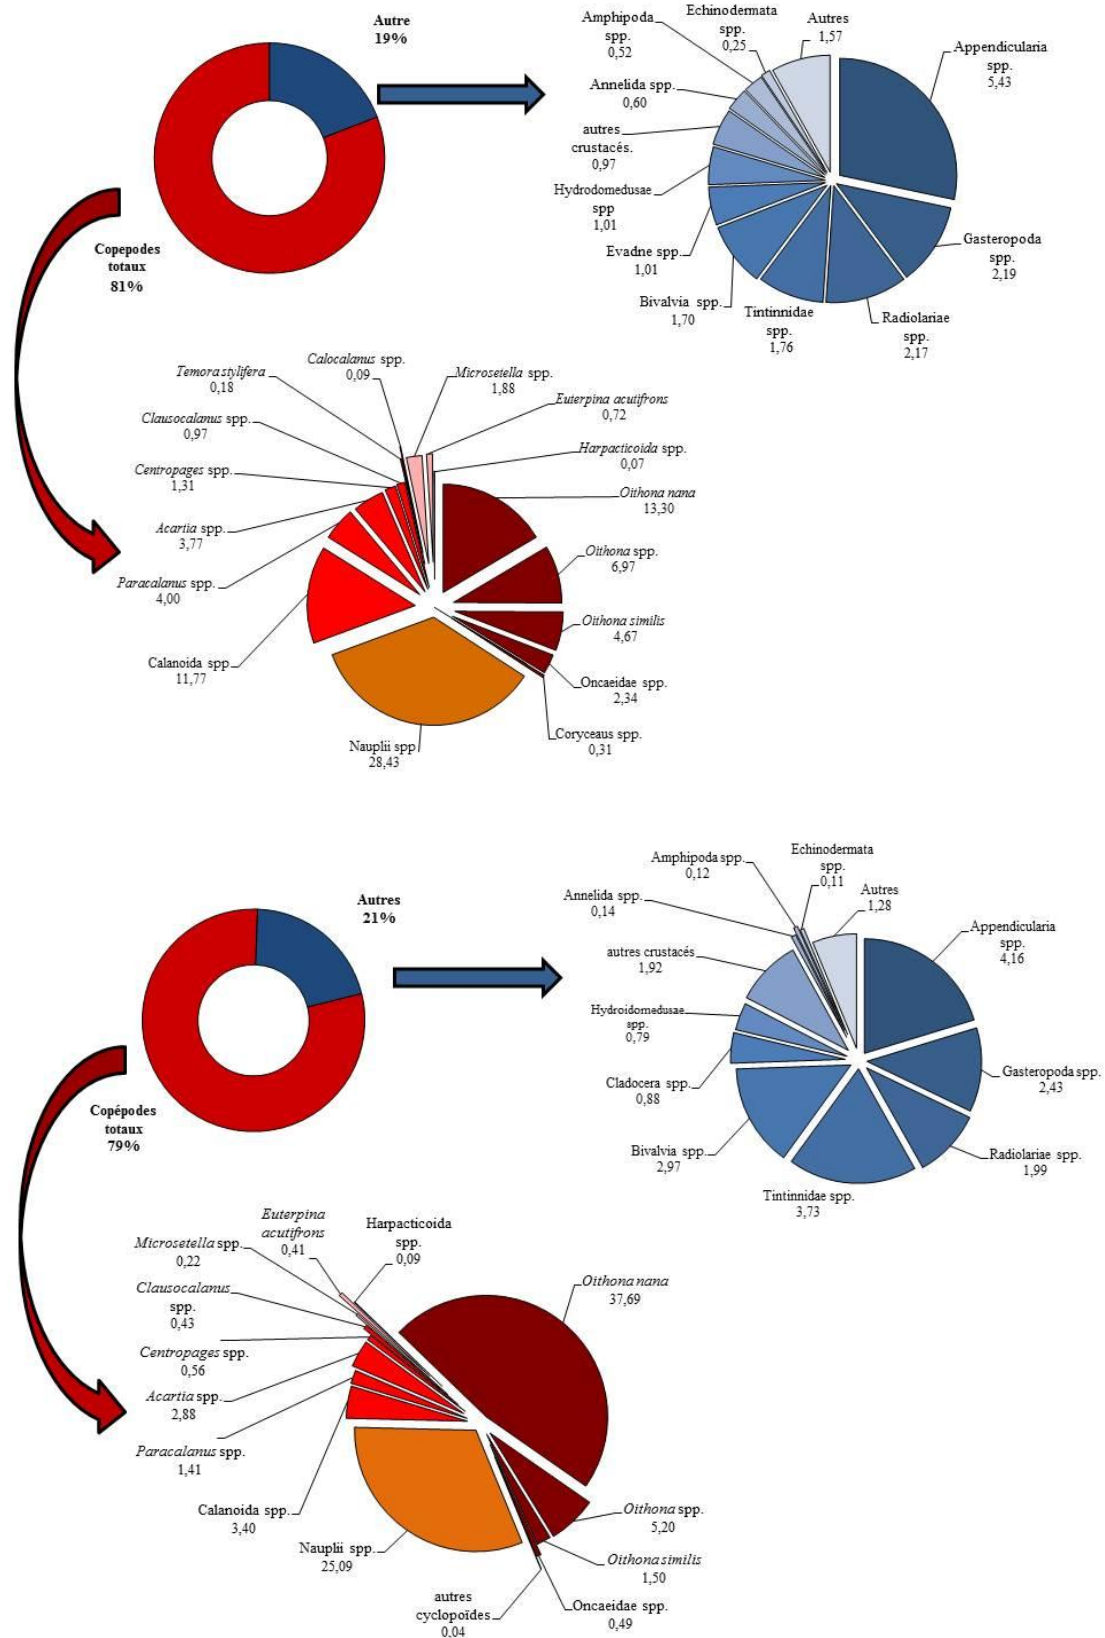 Autre
19%
Copepodes
totaux
81%
Amphipoda
spp.
0,52
Echinodermata
spp.
0,25
Autres
1,57
Appendicularia
spp.
5,43
Annelida spp.
0,60
autres
crustacés.
0,97
Hydrodomedusae
spp
1,01
Evadne spp.
1,01
Bivalvia spp.
1,70
Tintinnidae
spp.
1,76
Radiolariae
spp.
2,17
Gasteropoda
spp.
2,19
Temora stylifera
0,18
Calocalanus spp.
0,09
Microsetella spp.
1,88
Euterpina acutifrons
0,72
Harpacticoida spp.
0,07
Clausocalanus spp.
0,97
Centropages spp.
1,31
Acartia spp.
3,77
Paracalanus spp.
4,00
Calanoida spp
11,77
Nauplii spp
28,43
Oithona nana
13,30
Oithona spp.
6,97
Oithona similis
4,67
Oncaeidae spp.
2,34
Coryceaus spp.
0,31
Autres
21%
Copépodes
totaux
79%
Amphipoda spp.
0,12
Echinodermata
spp.
0,11
Autres
1,28
Annelida spp.
0,14
autres crustacés
1,92
Hydroidomedusae
spp.
0,79
Cladocera spp.
0,88
Bivalvia spp.
2,97
Tintinnidae spp.
3,73
Appendicularia
spp.
4,16
Gasteropoda spp.
2,43
Radiolariae spp.
1,99
Euterpina
acutifrons
0,41
Harpacticoida
spp.
0,09
Microsetella spp.
0,22
Clausocalanus
spp.
0,43
Centropages spp.
0,56
Acartia spp.
2,88
Paracalanus spp.
1,41
Calanoida spp.
3,40
Nauplii spp.
25,09
autres
cyclopoïdes
0,04
Oithona nana
37,69
Oithona spp.
5,20
Oithona similis
1,50
Oncaeidae spp.
0,49